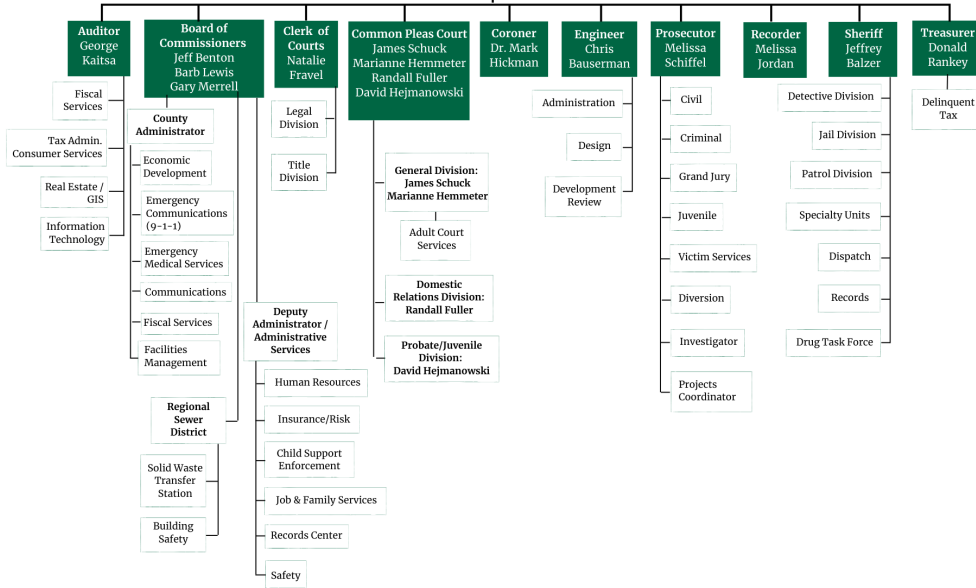 Auditor
George
Kaitsa
Fiscal
Services
Tax Admin.
Consumer Services
Real Estate /
GIS
Information
Technology
Board of
Commissioners
Jeff Benton
Barb Lewis
Gary Merrell
County
Administrator
Economic
Development
Emergency
Communications
(9-1-1)
Emergency
Medical Services
Communications
Fiscal Services
Facilities
Management
Regional
Sewer
District
Solid Waste
Transfer
Station
Building
Safety
Deputy
Administrator /
Administrative
Services
Human Resources
Insurance/Risk
Child Support
Enforcement
Job & Family Services
Records Center
Safety
Clerk of
Courts
Natalie
Fravel
Legal
Division
Title
Division
Common Pleas Court
James Schuck
Marianne Hemmeter
Randall Fuller
David Hejmanowski
General Division:
James Schuck
Marianne Hemmeter
Adult Court
Services
Domestic
Relations Division:
Randall Fuller
Probate/Juvenile
Division:
David Hejmanowski
Coroner
Dr. Mark
Hickman
Engineer
Chris
Bauserman
Administration
Design
Development
Review
Prosecutor
Melissa
Schiffel
Civil
Criminal
Grand Jury
Juvenile
Victim Services
Diversion
Investigator
Projects
Coordinator
Recorder
Melissa
Jordan
Sheriff
Jeffrey
Balzer
Detective Division
Jail Division
Patrol Division
Specialty Units
Dispatch
Records
Drug Task Force
Treasurer
Donald
Rankey
Delinquent
Tax